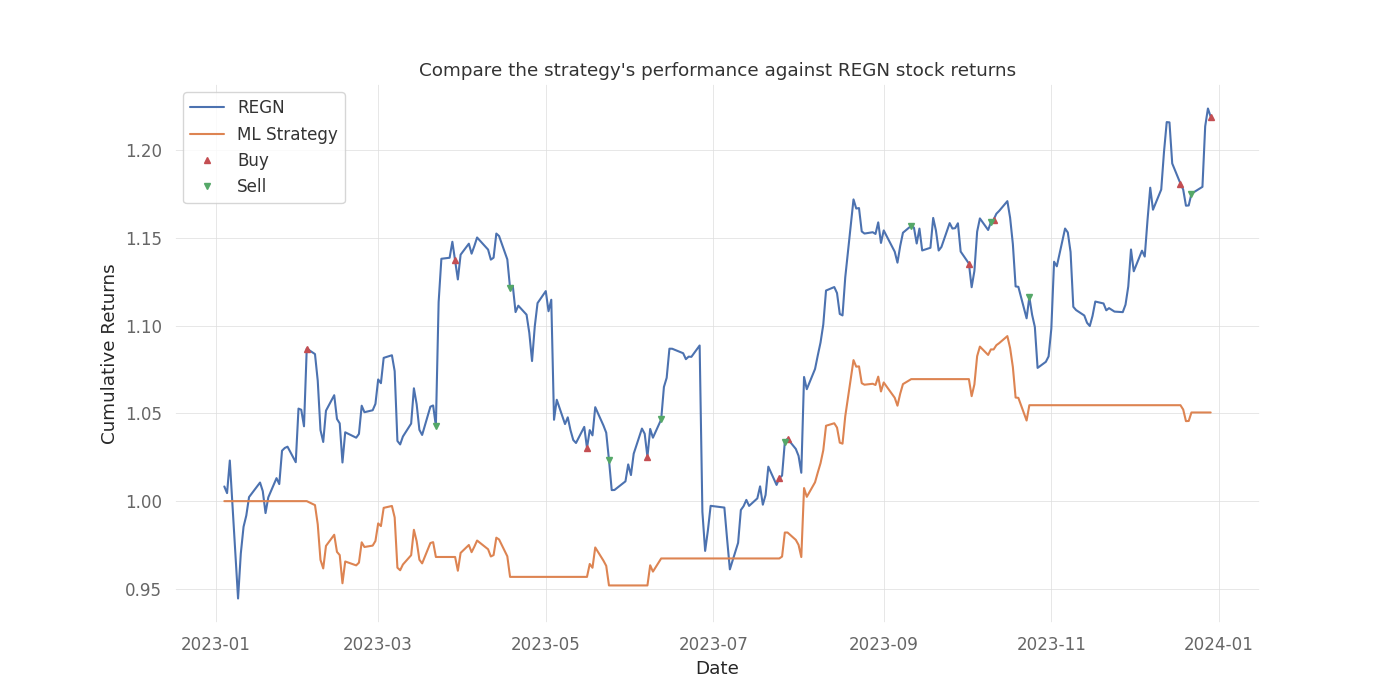 Compare the strategy's performance against REGN stock returns
REGN
ML Strategy
Buy
Sell
Cumulative Returns
1.20
1.15
1.10
1.05
1.00
0.95
2023-01
2023-03
2023-05
2023-07
2023-09
2023-11
2024-01
Date